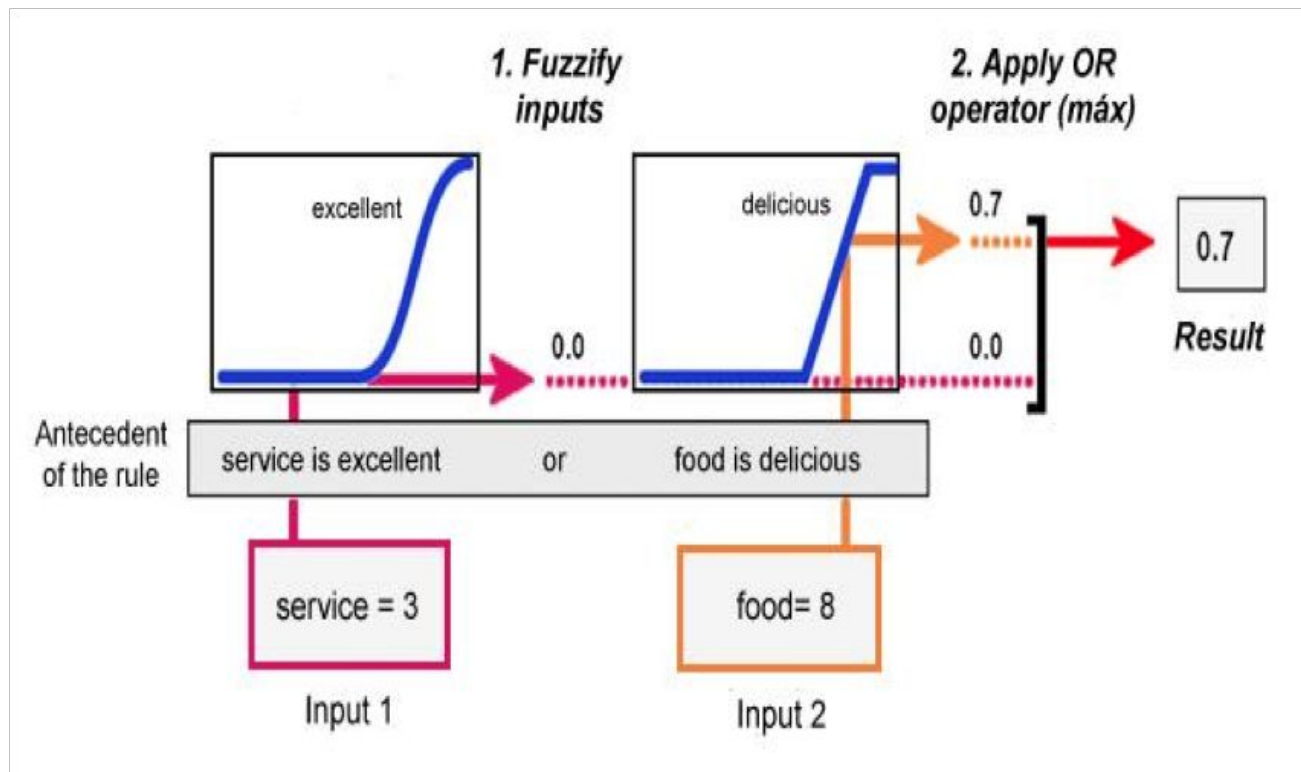 1. Fuzzify
inputs
2. Apply OR
operator (máx)
excellent
delicious
0.7
0.7
0.0
0.0
Result
Antecedent
of the rule
service is excellent or food is delicious
service = 3
food= 8
Input 1
Input 2